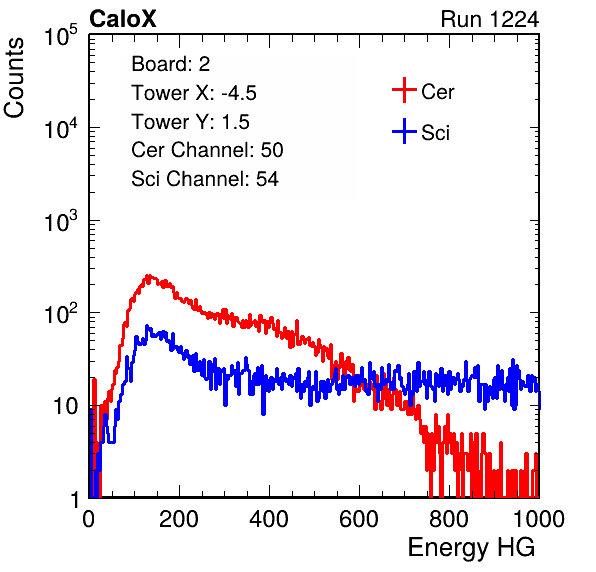 CaloX Run 1224
Board: 2
Tower X: -4.5
Tower Y: 1.5
Cer Channel: 50
Sci Channel: 54
Cer
Sci
Counts
10^5
10^4
10^3
10^2
10
1
0 200 400 600 800 1000
Energy HG